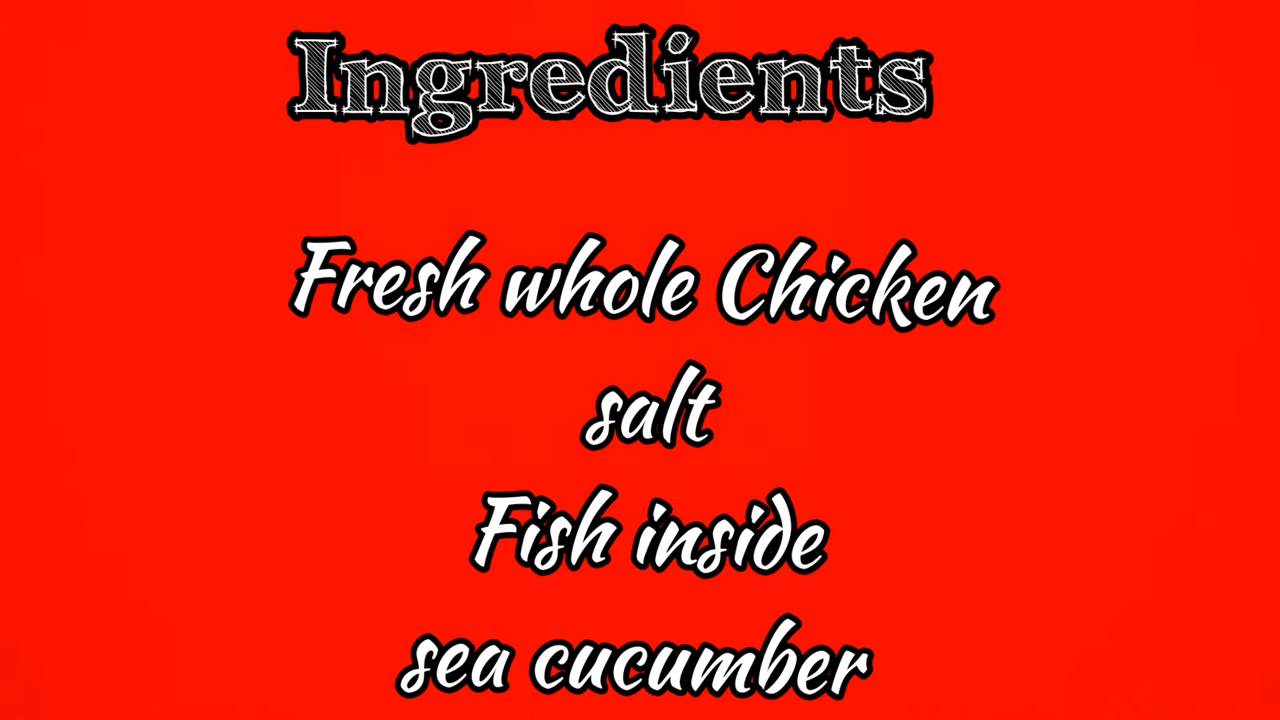 Ingredients
Fresh whole Chicken
salt
Fish inside
sea cucumber